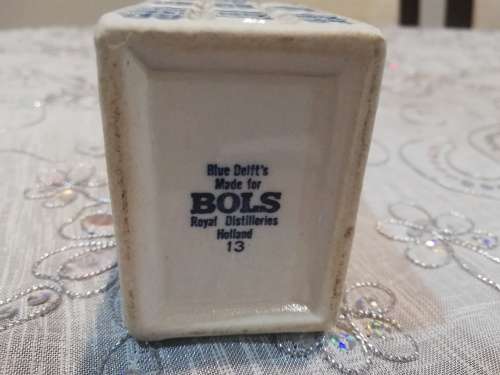 Blue Delft's
Made for
BOLS
Royal Distilleries
Holland
13